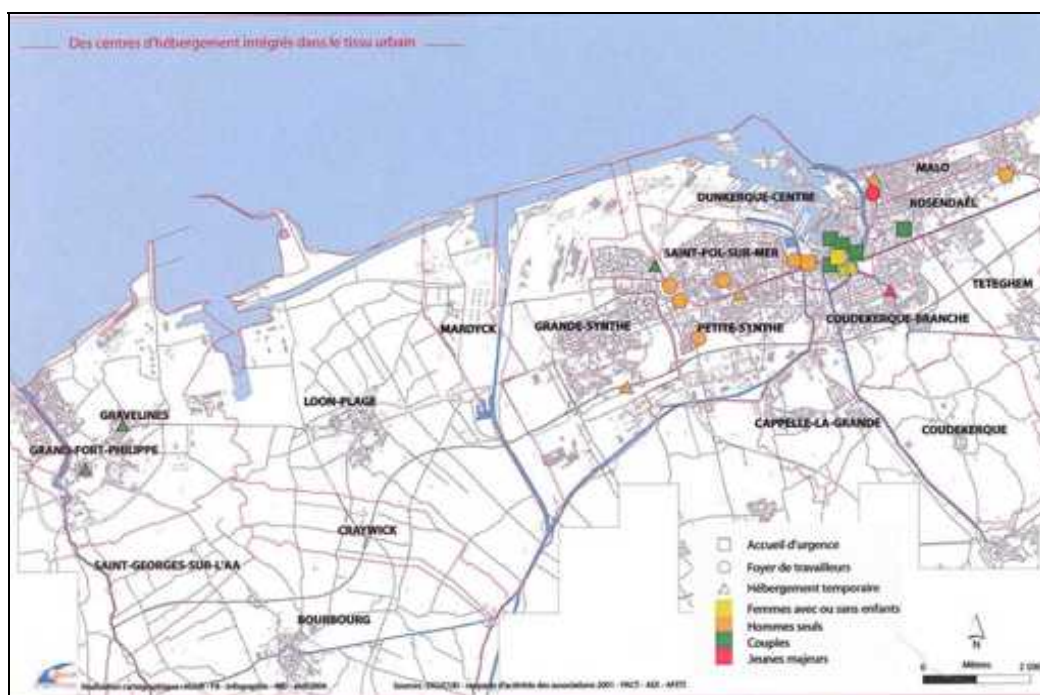 Des centres d'hébergement intégrés dans le tissu urbain
MALO
DUNKERQUE-CENTRE
ROSENDAËL
SAINT-POL-SUR-MER
TETEGHEM
MARDYCK
GRANDE-SYNTHE
PETITE-SYNTHE
COUDEKERQUE-BRANCHE
LOON-PLAGE
GRAVELINES
CAPPELLE-LA-GRANDE
COUDEKERQUE
GRAND-FORT-PHILIPPE
CRAYWICK
SAINT-GEORGES-SUR-L'AA
BOURBOURG
Accueil d'urgence
Foyer de travailleurs
Hébergement temporaire
Femmes avec ou sans enfants
Hommes seuls
Couples
Jeunes majeurs
N
0 Mètres
Réalisation cartographique